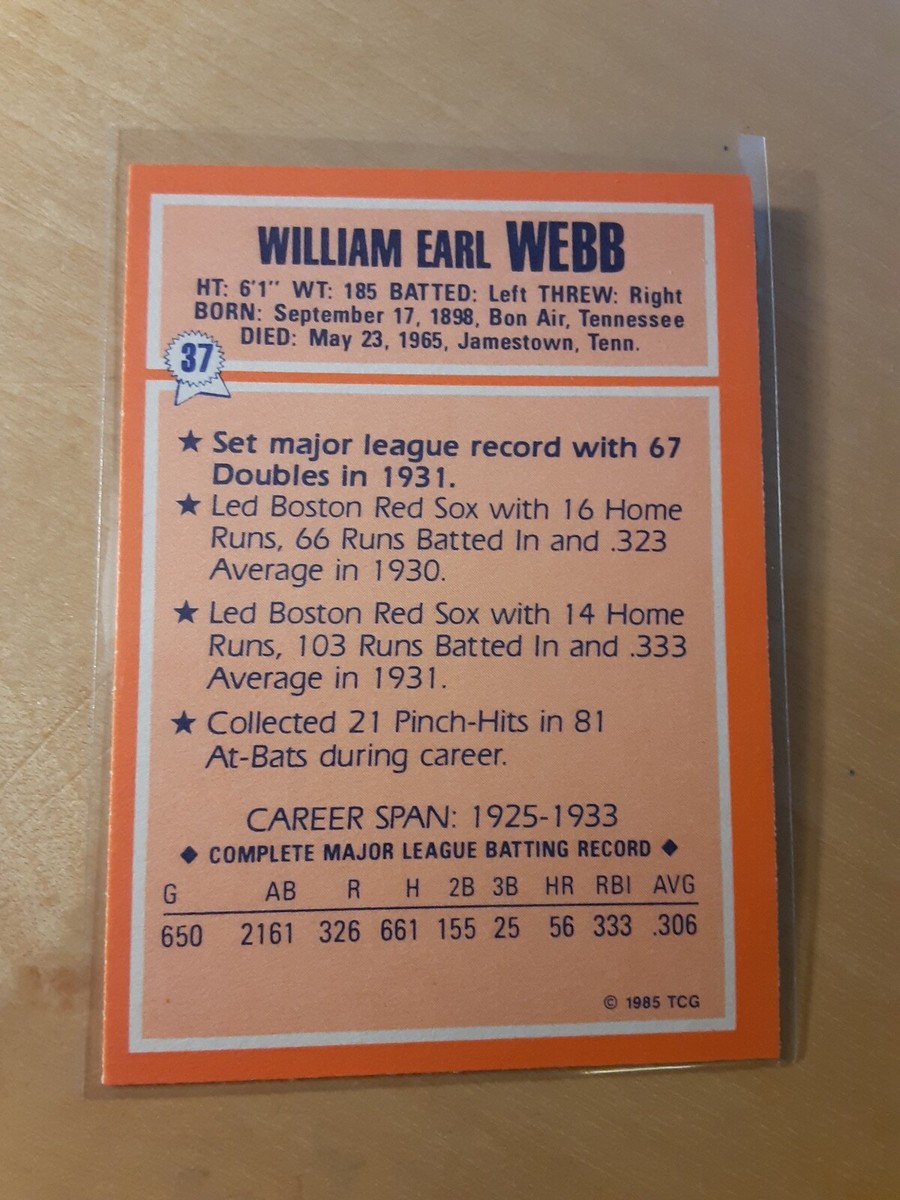 WILLIAM EARL WEBB
HT: 6'1" WT: 185 BATTED: Left THREW: Right
BORN: September 17, 1898, Bon Air, Tennessee
DIED: May 23, 1965, Jamestown, Tenn.
37
★ Set major league record with 67
Doubles in 1931.
★ Led Boston Red Sox with 16 Home
Runs, 66 Runs Batted In and .323
Average in 1930.
★ Led Boston Red Sox with 14 Home
Runs, 103 Runs Batted In and .333
Average in 1931.
★ Collected 21 Pinch-Hits in 81
At-Bats during career.
CAREER SPAN: 1925-1933
◆ COMPLETE MAJOR LEAGUE BATTING RECORD ◆
G AB R H 2B 3B HR RBI AVG
650 2161 326 661 155 25 56 333 .306
© 1985 TCG